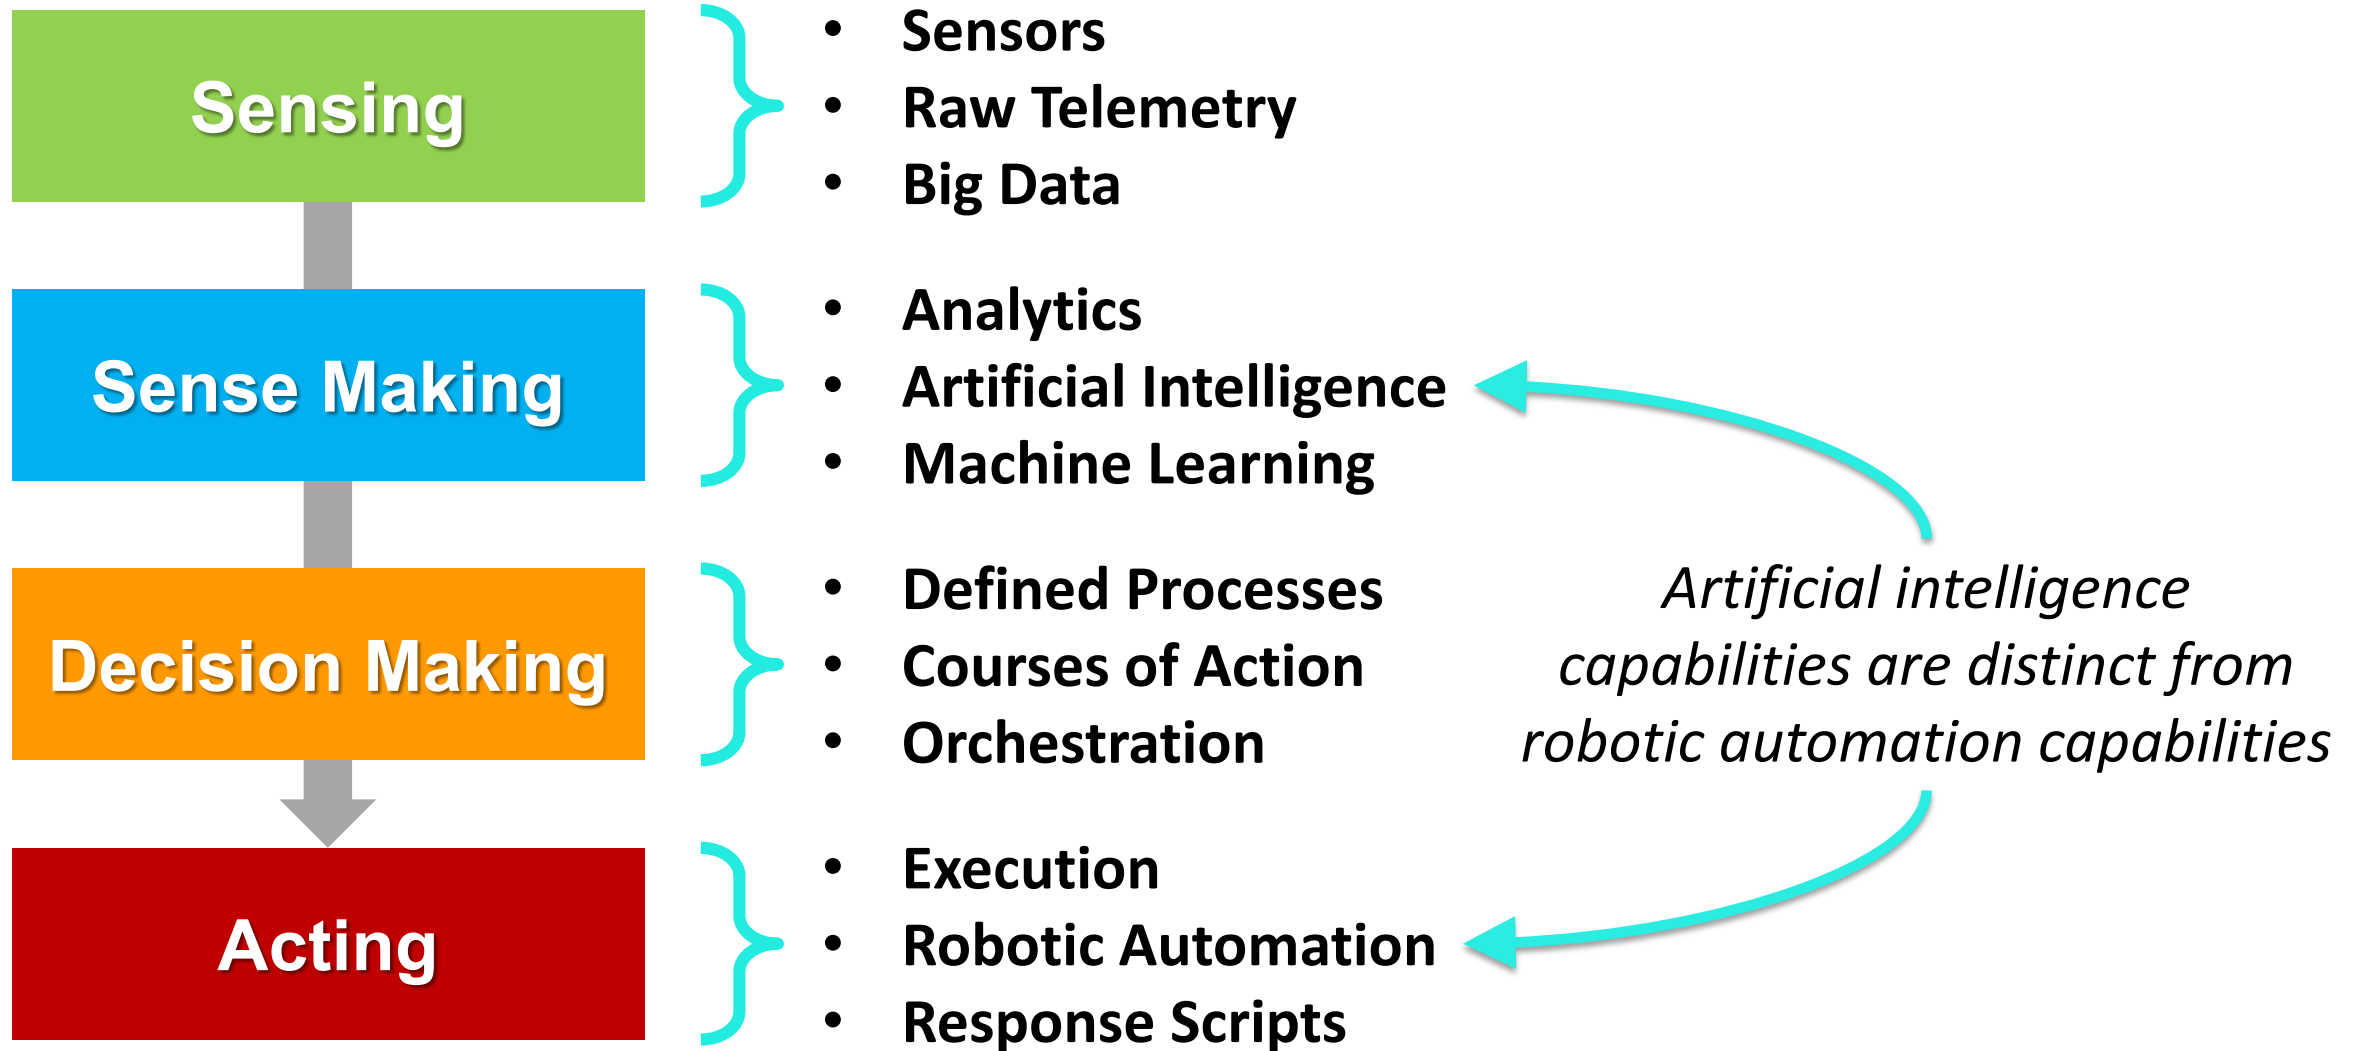 Sensing
• Sensors
• Raw Telemetry
• Big Data
Sense Making
• Analytics
• Artificial Intelligence
• Machine Learning
Decision Making
• Defined Processes
• Courses of Action
• Orchestration
Acting
• Execution
• Robotic Automation
• Response Scripts
Artificial intelligence
capabilities are distinct from
robotic automation capabilities